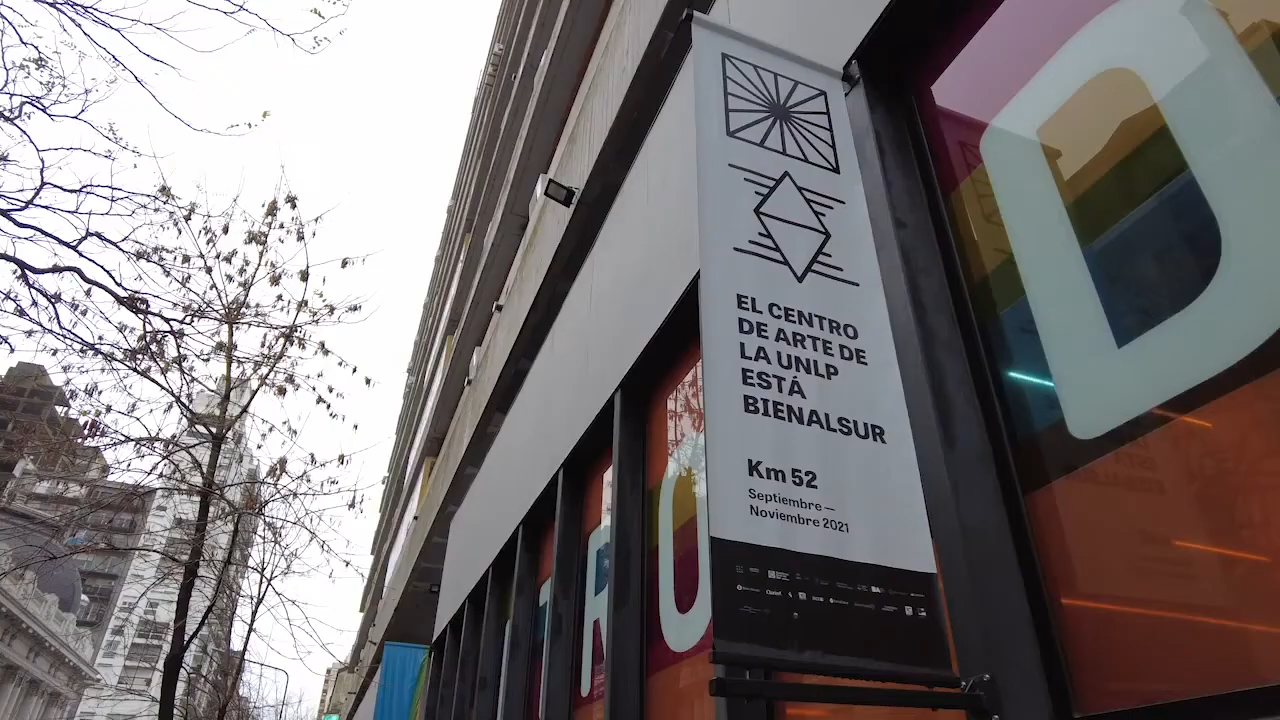 EL CENTRO
DE ARTE DE
LA UNLP
ESTÁ
BIENALSUR
Km 52
Septiembre —
Noviembre 2021
R
O
D